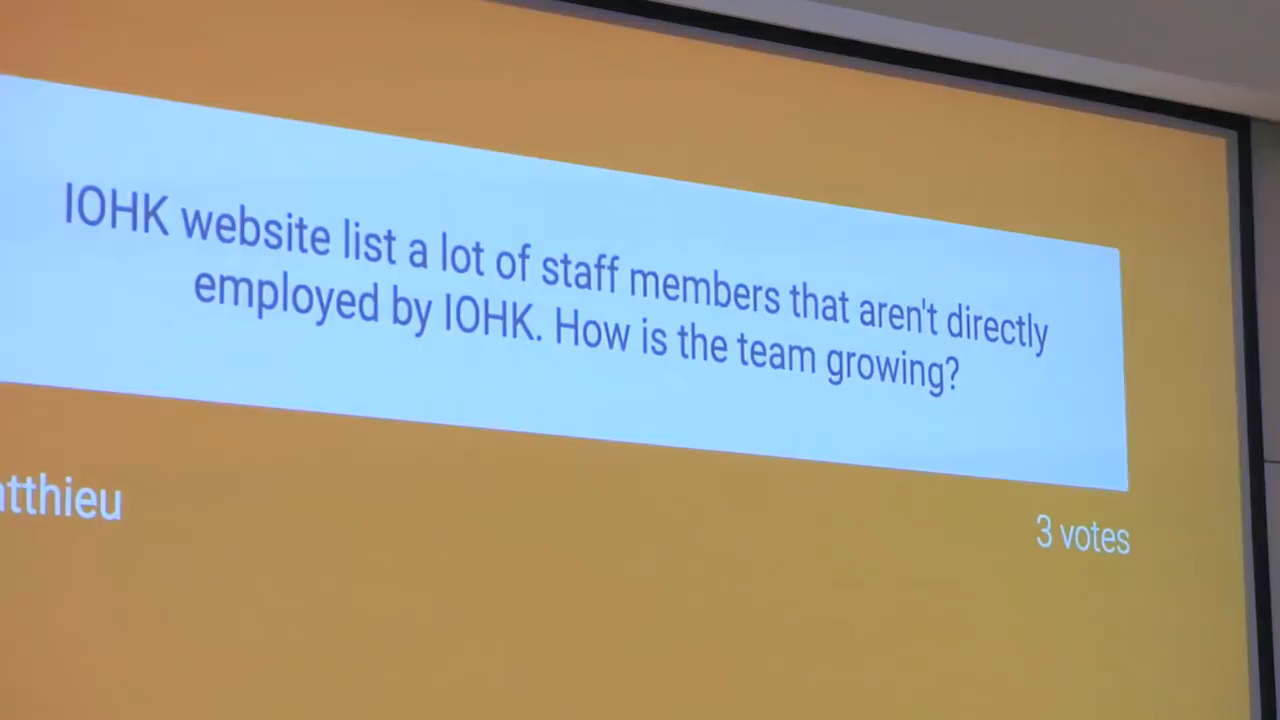 IOHK website list a lot of staff members that aren't directly
employed by IOHK. How is the team growing?
tthieu
3 votes